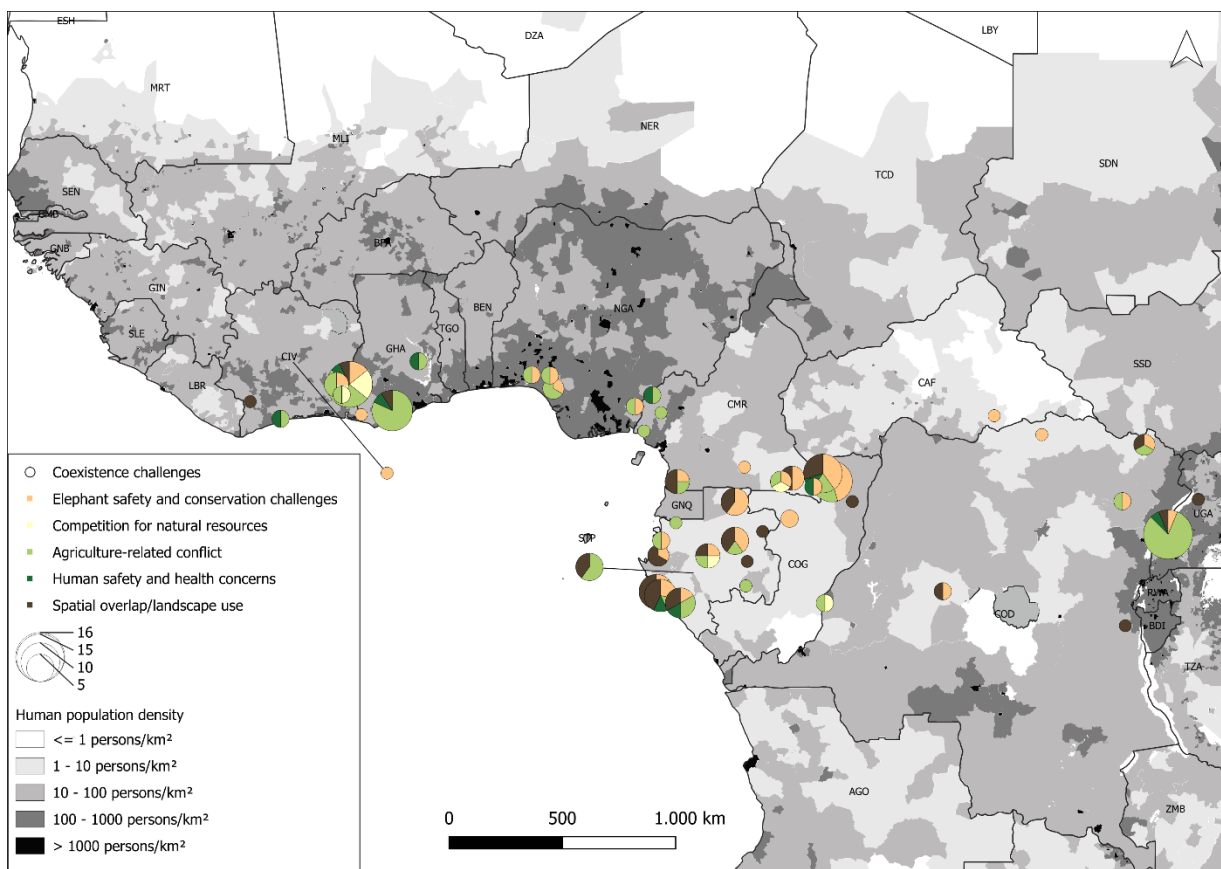 ESH
DZA
LBY
MRT
MLI
NER
TCD
SDN
SEN
GMB
GNB
GIN
BFA
BEN
NGA
SLE
CIV
GHA
TGO
LBR
CMR
CAF
SSD
GNQ
STP
COG
UGA
COD
RWA
BDI
TZA
AGO
ZMB
Coexistence challenges
Elephant safety and conservation challenges
Competition for natural resources
Agriculture-related conflict
Human safety and health concerns
Spatial overlap/landscape use
16
15
10
5
Human population density
<= 1 persons/km²
1 - 10 persons/km²
10 - 100 persons/km²
100 - 1000 persons/km²
> 1000 persons/km²
0 500 1.000 km